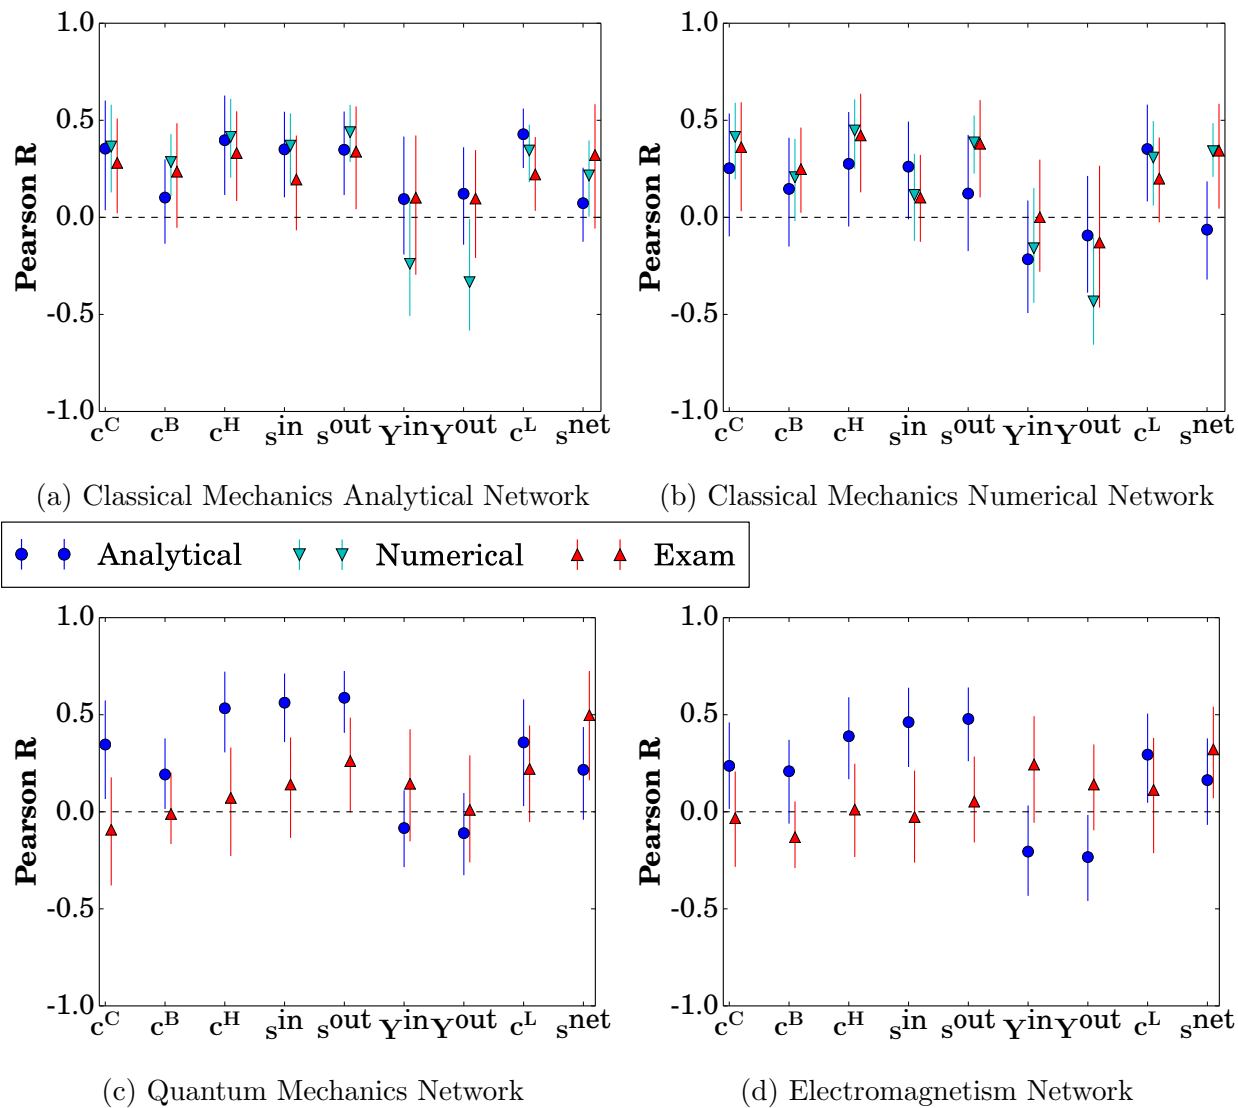 1.0
0.5
0.0
-0.5
-1.0
Pearson R
c^C c^B c^H s^in s^out Y^in Y^out c^L s^net
(a) Classical Mechanics Analytical Network
1.0
0.5
0.0
-0.5
-1.0
Pearson R
c^C c^B c^H s^in s^out Y^in Y^out c^L s^net
(b) Classical Mechanics Numerical Network
Analytical Numerical Exam
1.0
0.5
0.0
-0.5
-1.0
Pearson R
c^C c^B c^H s^in s^out Y^in Y^out c^L s^net
(c) Quantum Mechanics Network
1.0
0.5
0.0
-0.5
-1.0
Pearson R
c^C c^B c^H s^in s^out Y^in Y^out c^L s^net
(d) Electromagnetism Network